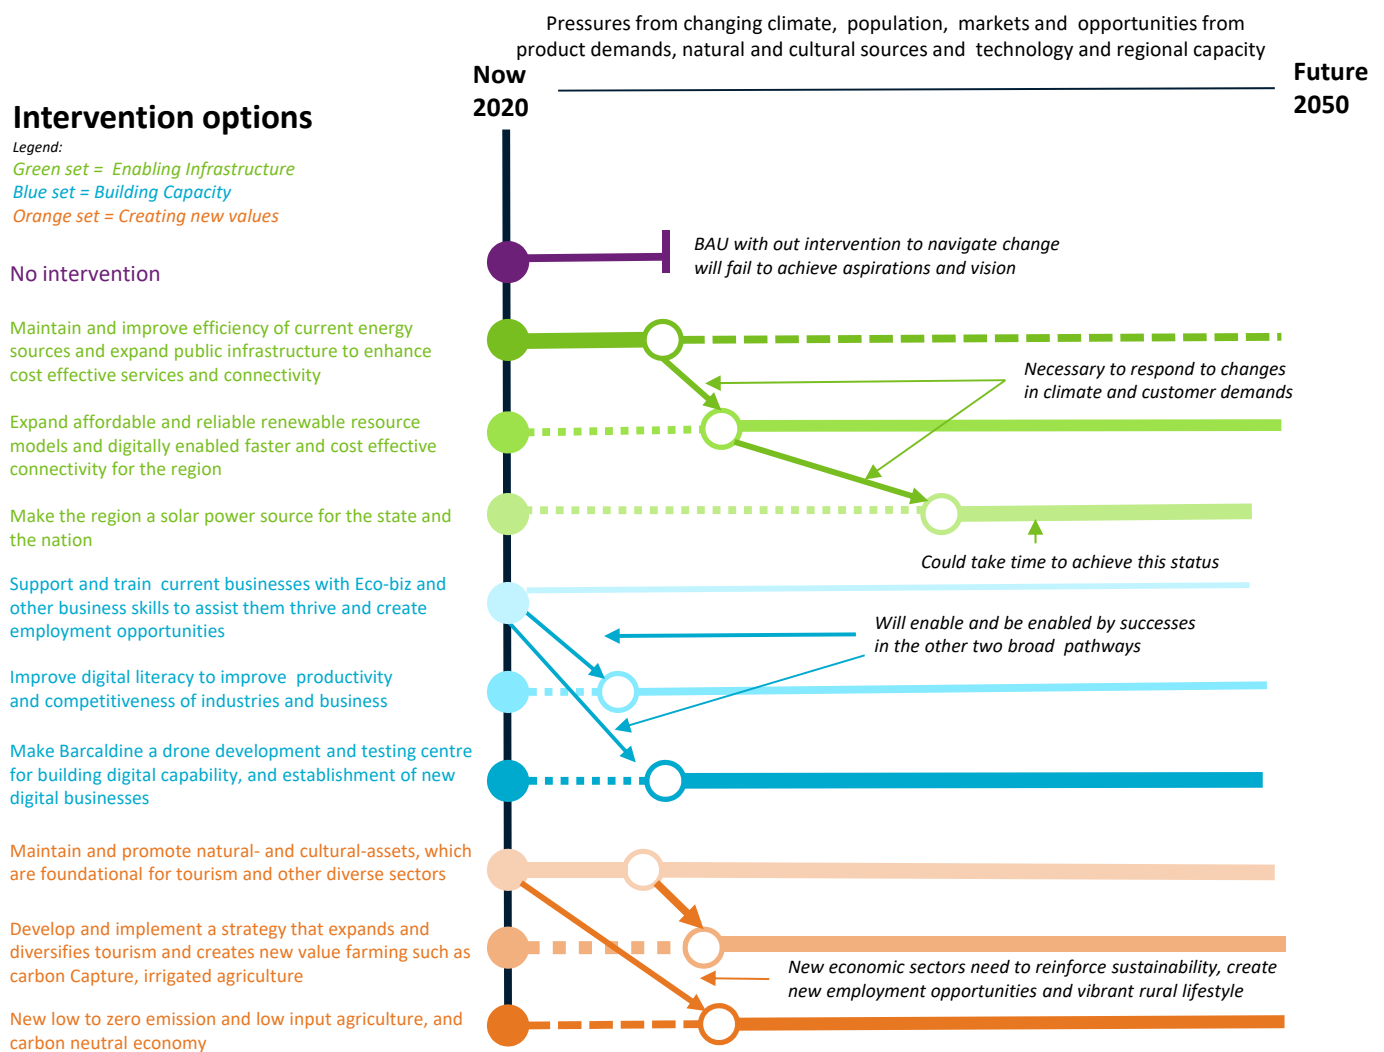 Pressures from changing climate, population, markets and opportunities from
product demands, natural and cultural sources and technology and regional capacity
Now
2020
Future
2050
Intervention options
Legend:
Green set = Enabling Infrastructure
Blue set = Building Capacity
Orange set = Creating new values
No intervention
BAU with out intervention to navigate change
will fail to achieve aspirations and vision
Maintain and improve efficiency of current energy
sources and expand public infrastructure to enhance
cost effective services and connectivity
Necessary to respond to changes
in climate and customer demands
Expand affordable and reliable renewable resource
models and digitally enabled faster and cost effective
connectivity for the region
Make the region a solar power source for the state and
the nation
Could take time to achieve this status
Support and train current businesses with Eco-biz and
other business skills to assist them thrive and create
employment opportunities
Will enable and be enabled by successes
in the other two broad pathways
Improve digital literacy to improve productivity
and competitiveness of industries and business
Make Barcaldine a drone development and testing centre
for building digital capability, and establishment of new
digital businesses
Maintain and promote natural- and cultural-assets, which
are foundational for tourism and other diverse sectors
Develop and implement a strategy that expands and
diversifies tourism and creates new value farming such as
carbon Capture, irrigated agriculture
New economic sectors need to reinforce sustainability, create
new employment opportunities and vibrant rural lifestyle
New low to zero emission and low input agriculture, and
carbon neutral economy